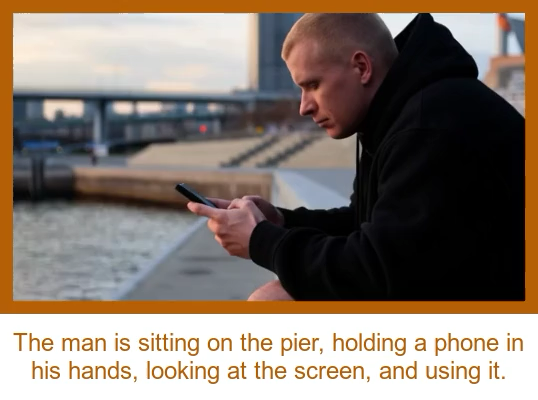 The man is sitting on the pier, holding a phone in
his hands, looking at the screen, and using it.